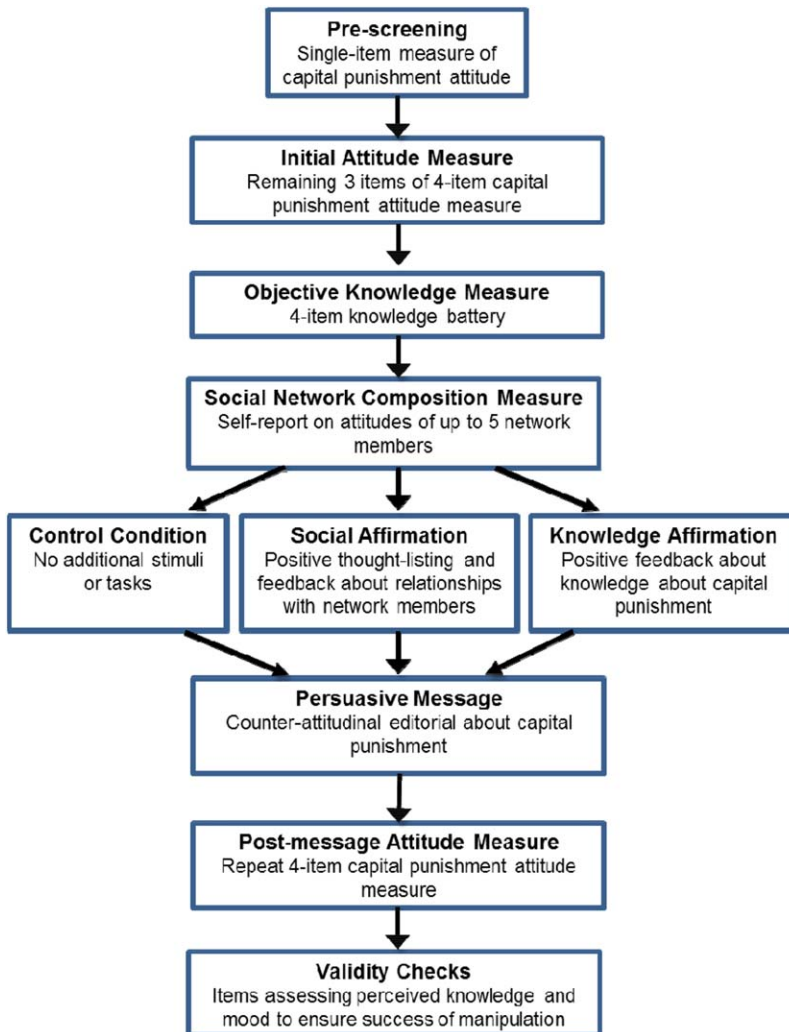 Pre-screening
Single-item measure of
capital punishment attitude
Initial Attitude Measure
Remaining 3 items of 4-item capital
punishment attitude measure
Objective Knowledge Measure
4-item knowledge battery
Social Network Composition Measure
Self-report on attitudes of up to 5 network
members
Control Condition
No additional stimuli
or tasks
Social Affirmation
Positive thought-listing and
feedback about relationships
with network members
Knowledge Affirmation
Positive feedback about
knowledge about capital
punishment
Persuasive Message
Counter-attitudinal editorial about capital
punishment
Post-message Attitude Measure
Repeat 4-item capital punishment attitude
measure
Validity Checks
Items assessing perceived knowledge and
mood to ensure success of manipulation